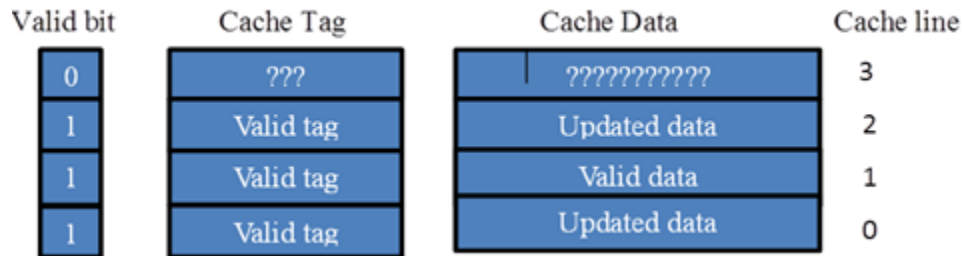 Valid bit Cache Tag Cache Data Cache line
0 ??? ??????????? 3
1 Valid tag Updated data 2
1 Valid tag Valid data 1
1 Valid tag Updated data 0